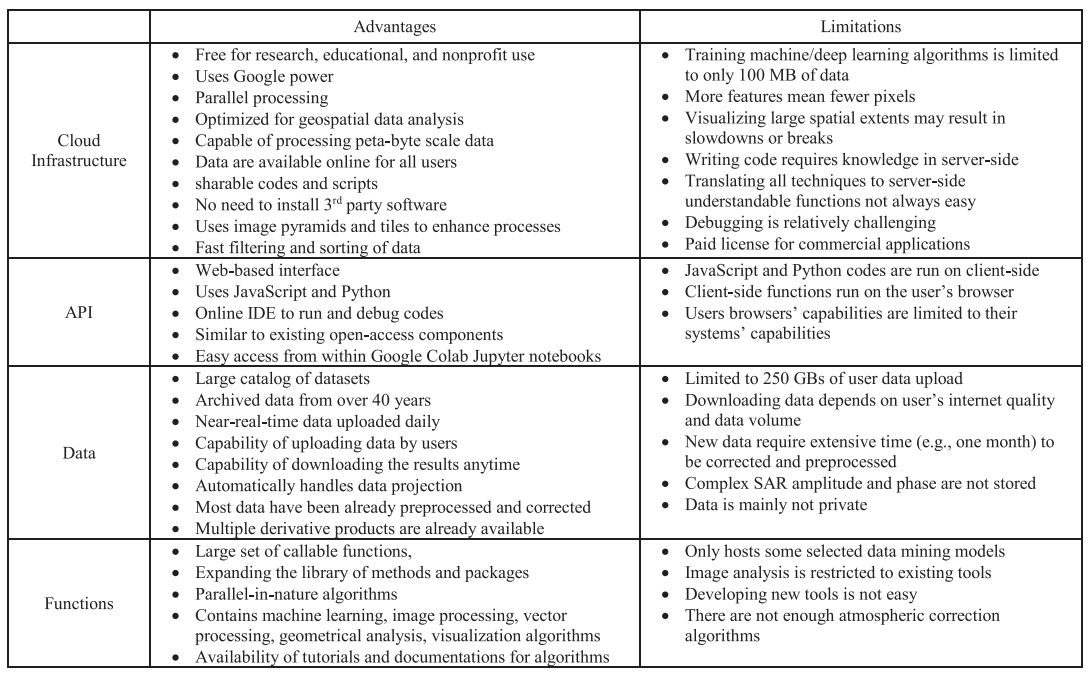 Advantages
Limitations
Cloud
Infrastructure
• Free for research, educational, and nonprofit use
• Uses Google power
• Parallel processing
• Optimized for geospatial data analysis
• Capable of processing peta-byte scale data
• Data are available online for all users
• sharable codes and scripts
• No need to install 3rd party software
• Uses image pyramids and tiles to enhance processes
• Fast filtering and sorting of data
• Training machine/deep learning algorithms is limited
to only 100 MB of data
• More features mean fewer pixels
• Visualizing large spatial extents may result in
slowdowns or breaks
• Writing code requires knowledge in server-side
• Translating all techniques to server-side
understandable functions not always easy
• Debugging is relatively challenging
• Paid license for commercial applications
API
• Web-based interface
• Uses JavaScript and Python
• Online IDE to run and debug codes
• Similar to existing open-access components
• Easy access from within Google Colab Jupyter notebooks
• JavaScript and Python codes are run on client-side
• Client-side functions run on the user's browser
• Users browsers' capabilities are limited to their
systems' capabilities
Data
• Large catalog of datasets
• Archived data from over 40 years
• Near-real-time data uploaded daily
• Capability of uploading data by users
• Capability of downloading the results anytime
• Automatically handles data projection
• Most data have been already preprocessed and corrected
• Multiple derivative products are already available
• Limited to 250 GBs of user data upload
• Downloading data depends on user's internet quality
and data volume
• New data require extensive time (e.g., one month) to
be corrected and preprocessed
• Complex SAR amplitude and phase are not stored
• Data is mainly not private
Functions
• Large set of callable functions,
• Expanding the library of methods and packages
• Parallel-in-nature algorithms
• Contains machine learning, image processing, vector
processing, geometrical analysis, visualization algorithms
• Availability of tutorials and documentations for algorithms
• Only hosts some selected data mining models
• Image analysis is restricted to existing tools
• Developing new tools is not easy
• There are not enough atmospheric correction
algorithms